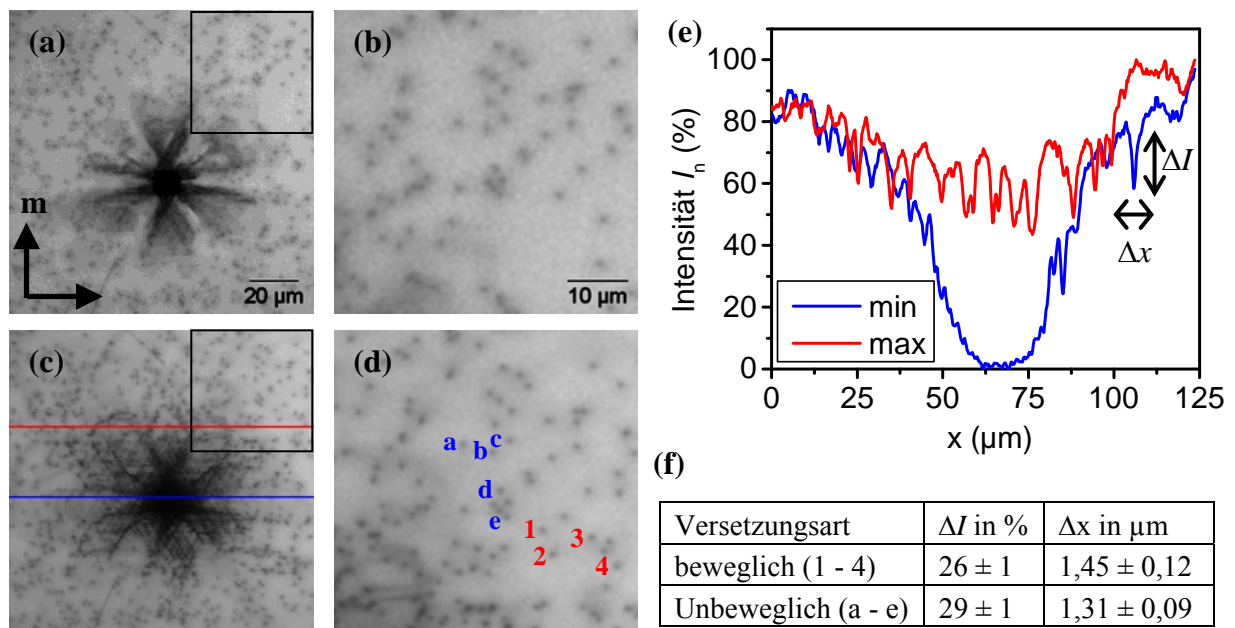 (a)
m
20 µm
(b)
10 µm
(c)
(d)
a
b
c
d
e
1
2
3
4
(e)
Intensität Iₙ (%)
100
80
60
40
20
0
ΔI
Δx
min
max
0
25
50
75
100
125
x (µm)
(f)
Versetzungsart ΔI in % Δx in µm
beweglich (1 - 4) 26 ± 1 1,45 ± 0,12
Unbeweglich (a - e) 29 ± 1 1,31 ± 0,09